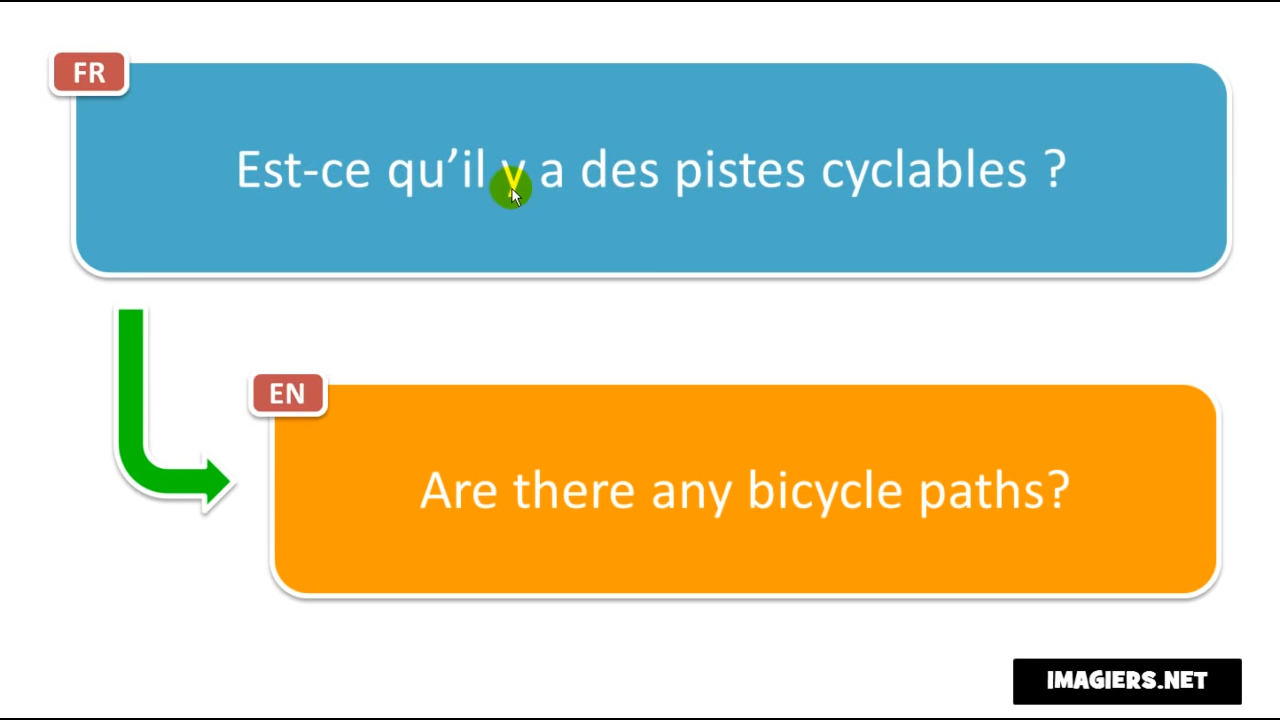 FR
Est-ce qu’il y a des pistes cyclables ?
EN
Are there any bicycle paths?
IMAGIERS.NET